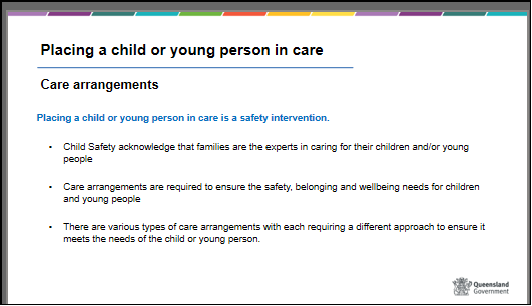 Placing a child or young person in care
Care arrangements
Placing a child or young person in care is a safety intervention.
• Child Safety acknowledge that families are the experts in caring for their children and/or young
people
• Care arrangements are required to ensure the safety, belonging and wellbeing needs for children
and young people
• There are various types of care arrangements with each requiring a different approach to ensure it
meets the needs of the child or young person.
Queensland
Government